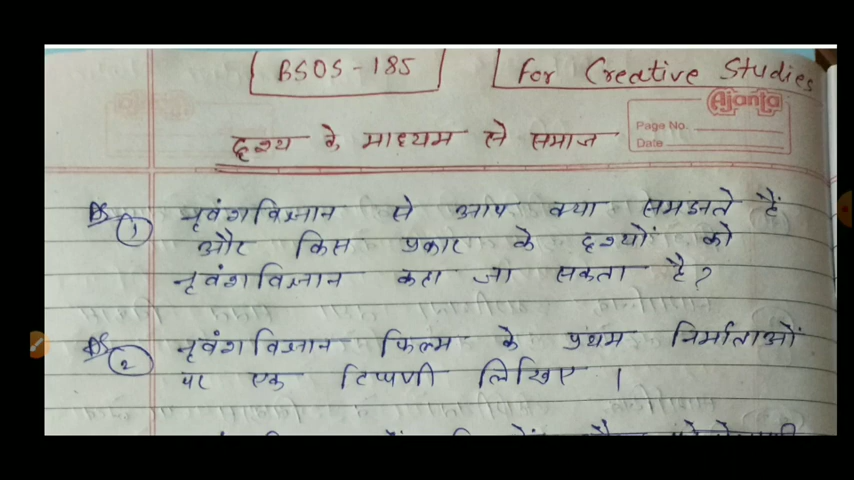 BSOS-185
For Creative Studies
Ajanta
Page No.
Date
दृश्य के माध्यम से समाज
1 नृवंशविज्ञान से आप क्या समझते हैं
और किस प्रकार के दृश्यों को
नृवंशविज्ञान कहा जा सकता है?
2 नृवंशविज्ञान फिल्म के प्रथम निर्माताओं
पर एक टिप्पणी लिखिए ।